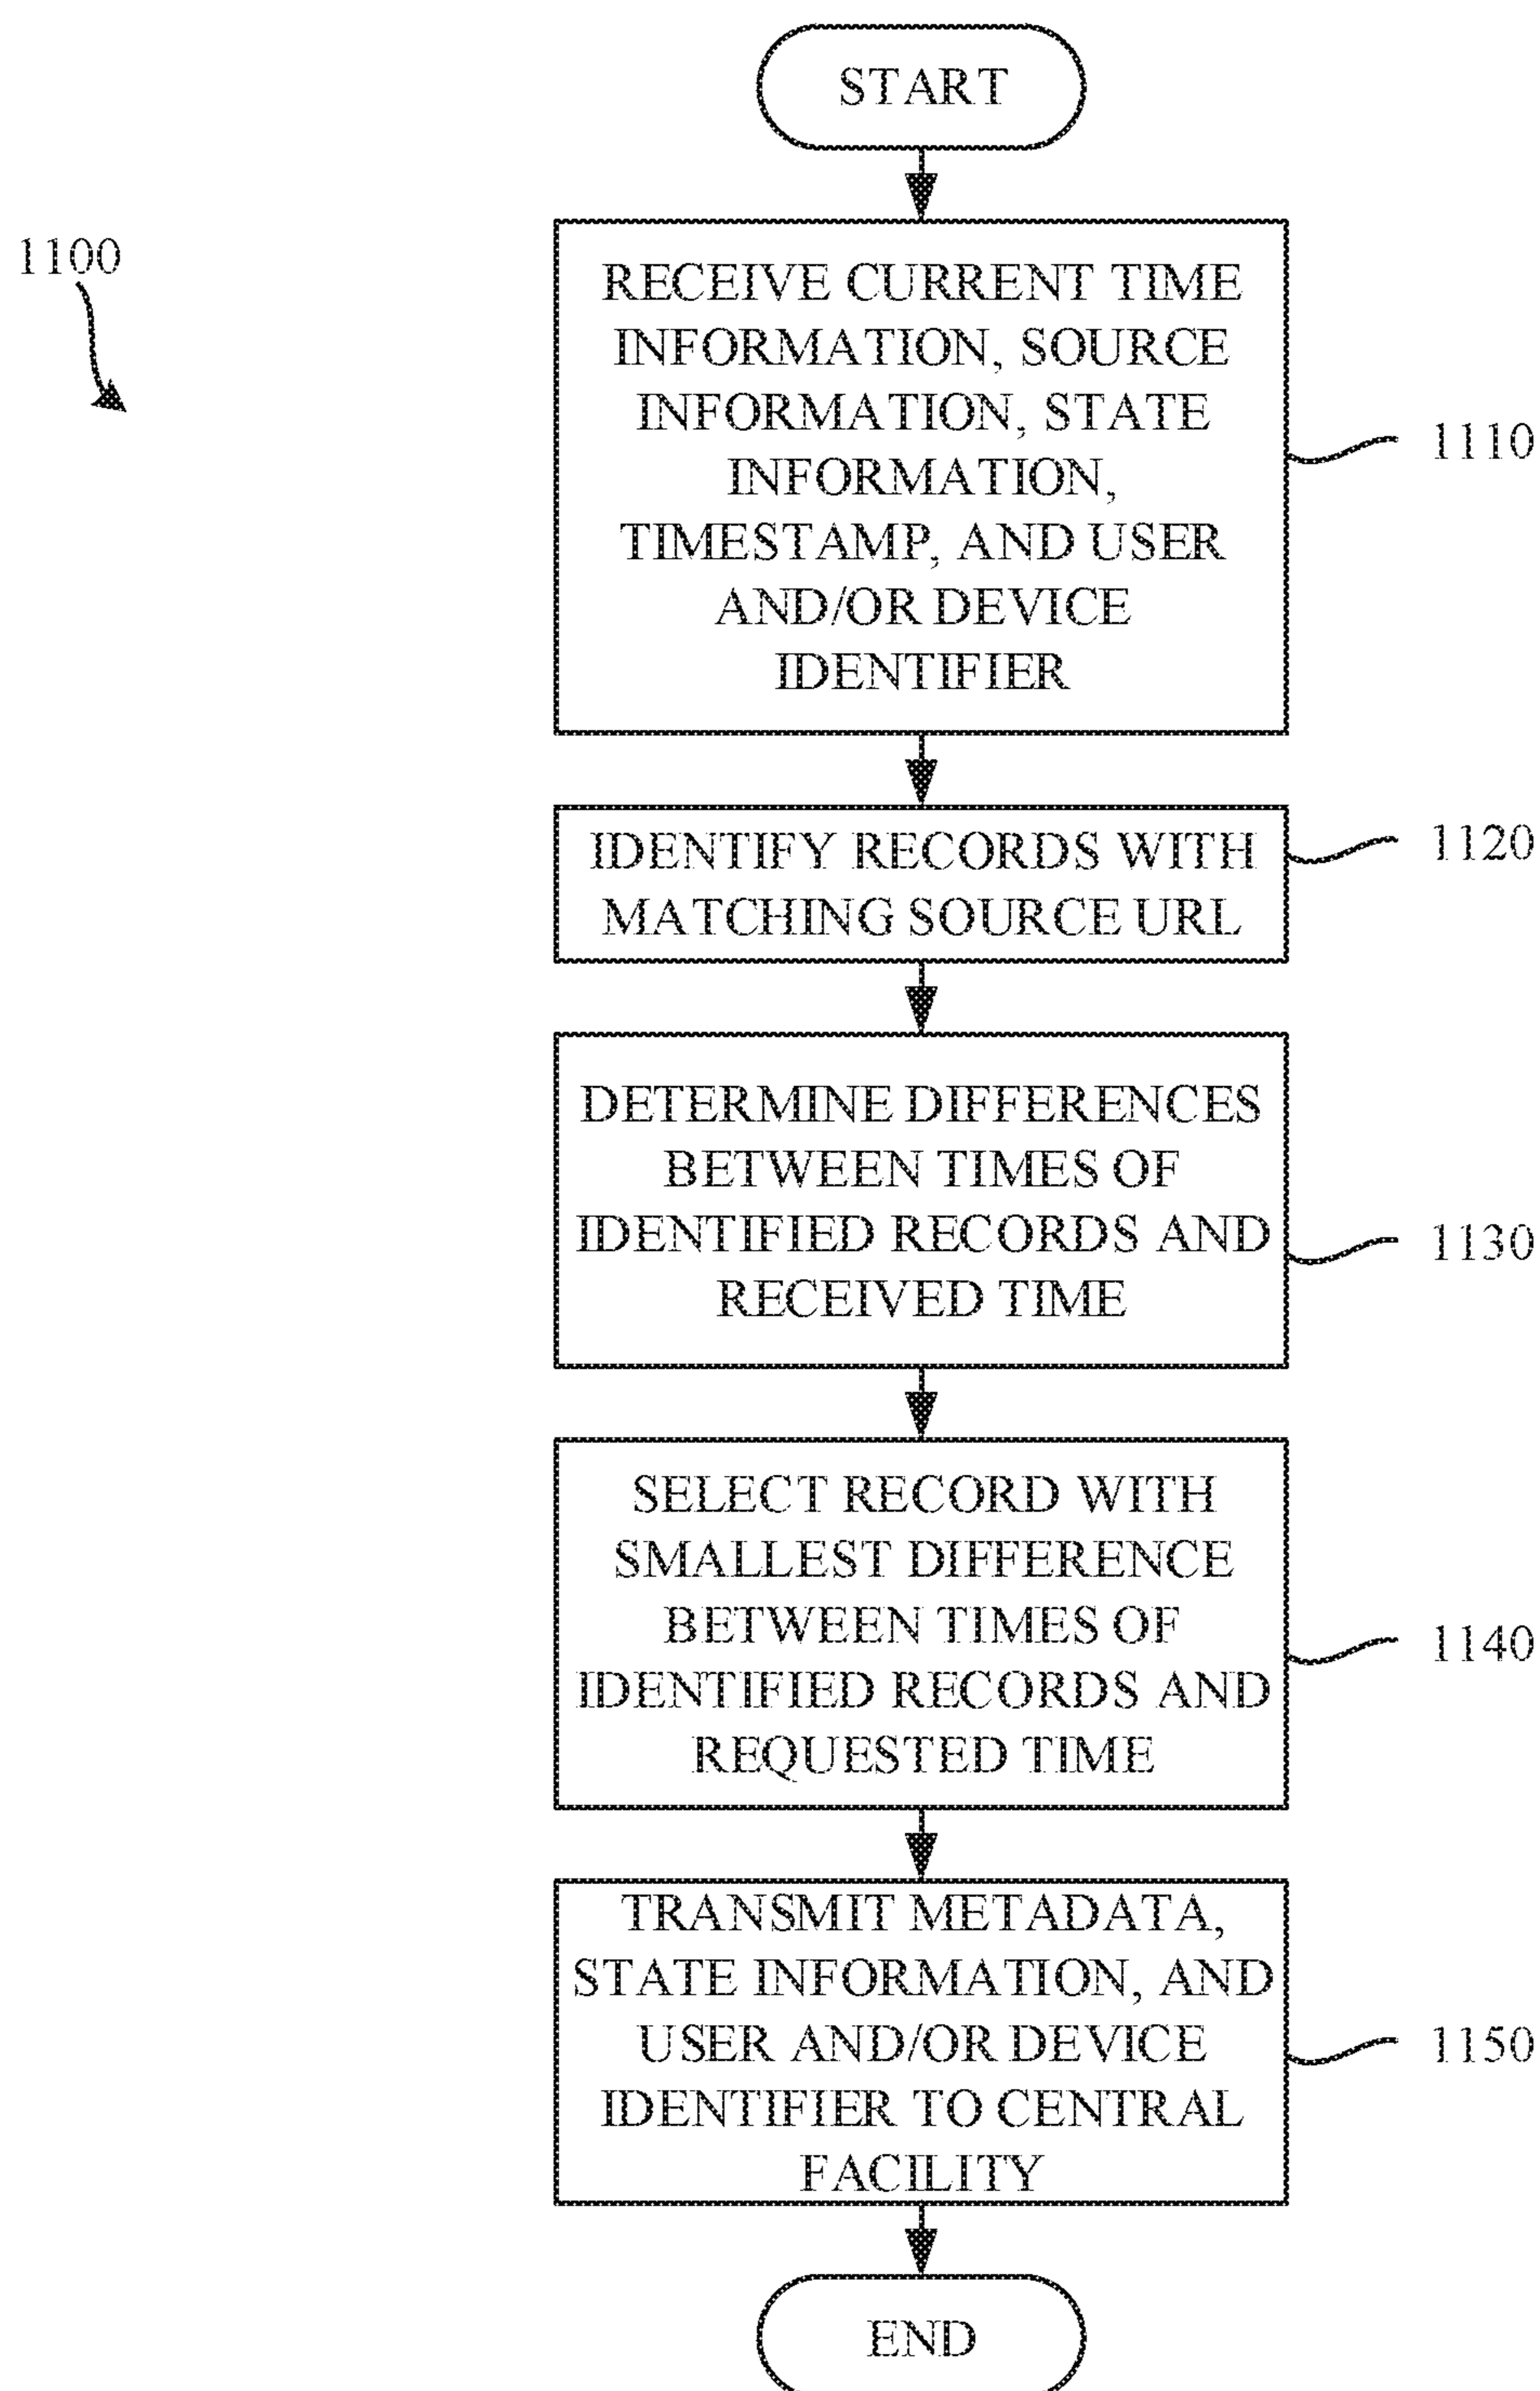 START
1100
RECEIVE CURRENT TIME
INFORMATION, SOURCE
INFORMATION, STATE
INFORMATION,
TIMESTAMP, AND USER
AND/OR DEVICE
IDENTIFIER
1110
IDENTIFY RECORDS WITH
MATCHING SOURCE URL
1120
DETERMINE DIFFERENCES
BETWEEN TIMES OF
IDENTIFIED RECORDS AND
RECEIVED TIME
1130
SELECT RECORD WITH
SMALLEST DIFFERENCE
BETWEEN TIMES OF
IDENTIFIED RECORDS AND
REQUESTED TIME
1140
TRANSMIT METADATA,
STATE INFORMATION, AND
USER AND/OR DEVICE
IDENTIFIER TO CENTRAL
FACILITY
1150
END